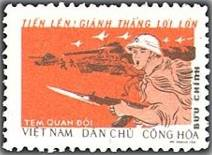 TIẾN LÊN! GIÀNH THẮNG LỢI LỚN
BƯU CHÍNH
TEM QUÂN ĐỘI
VIỆT NAM DÂN CHỦ CỘNG HÒA